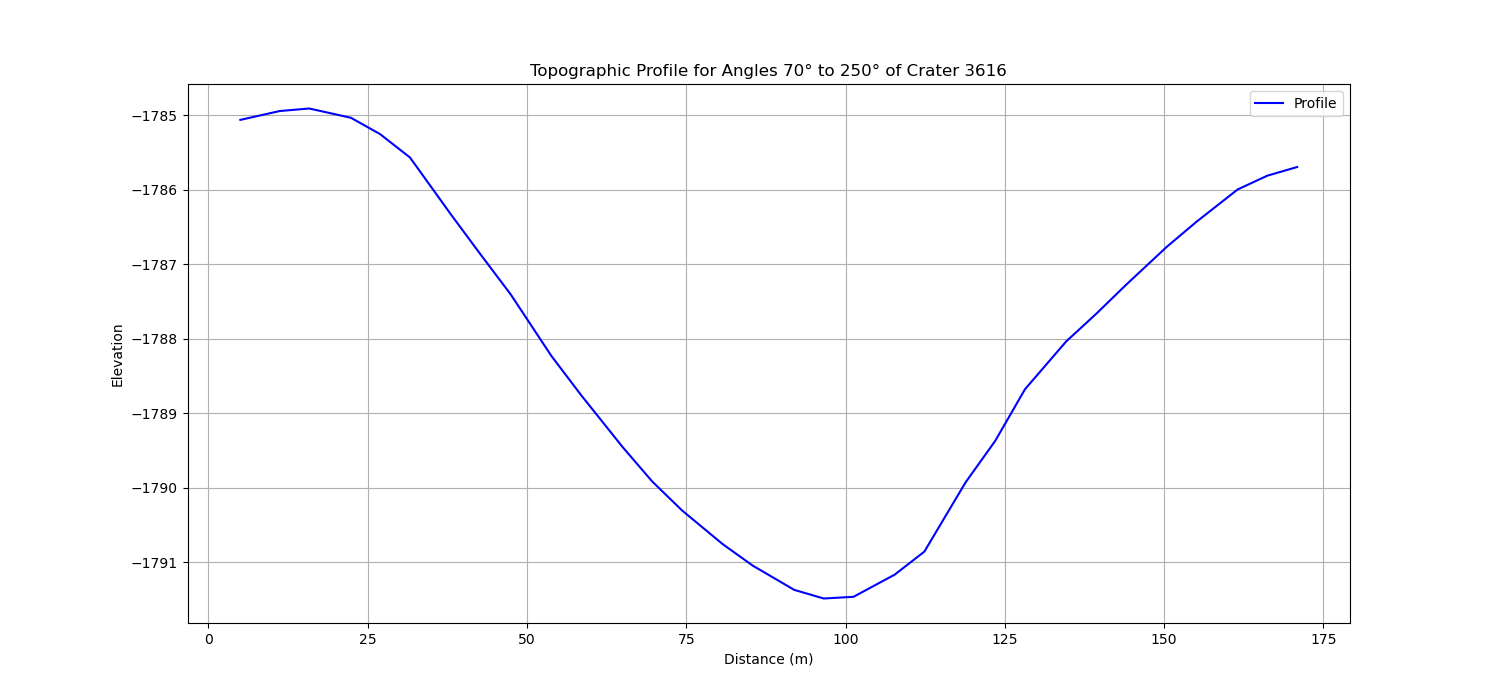 Topographic Profile for Angles 70° to 250° of Crater 3616
Profile
−1785
−1786
−1787
−1788
−1789
−1790
−1791
Elevation
0 25 50 75 100 125 150 175
Distance (m)